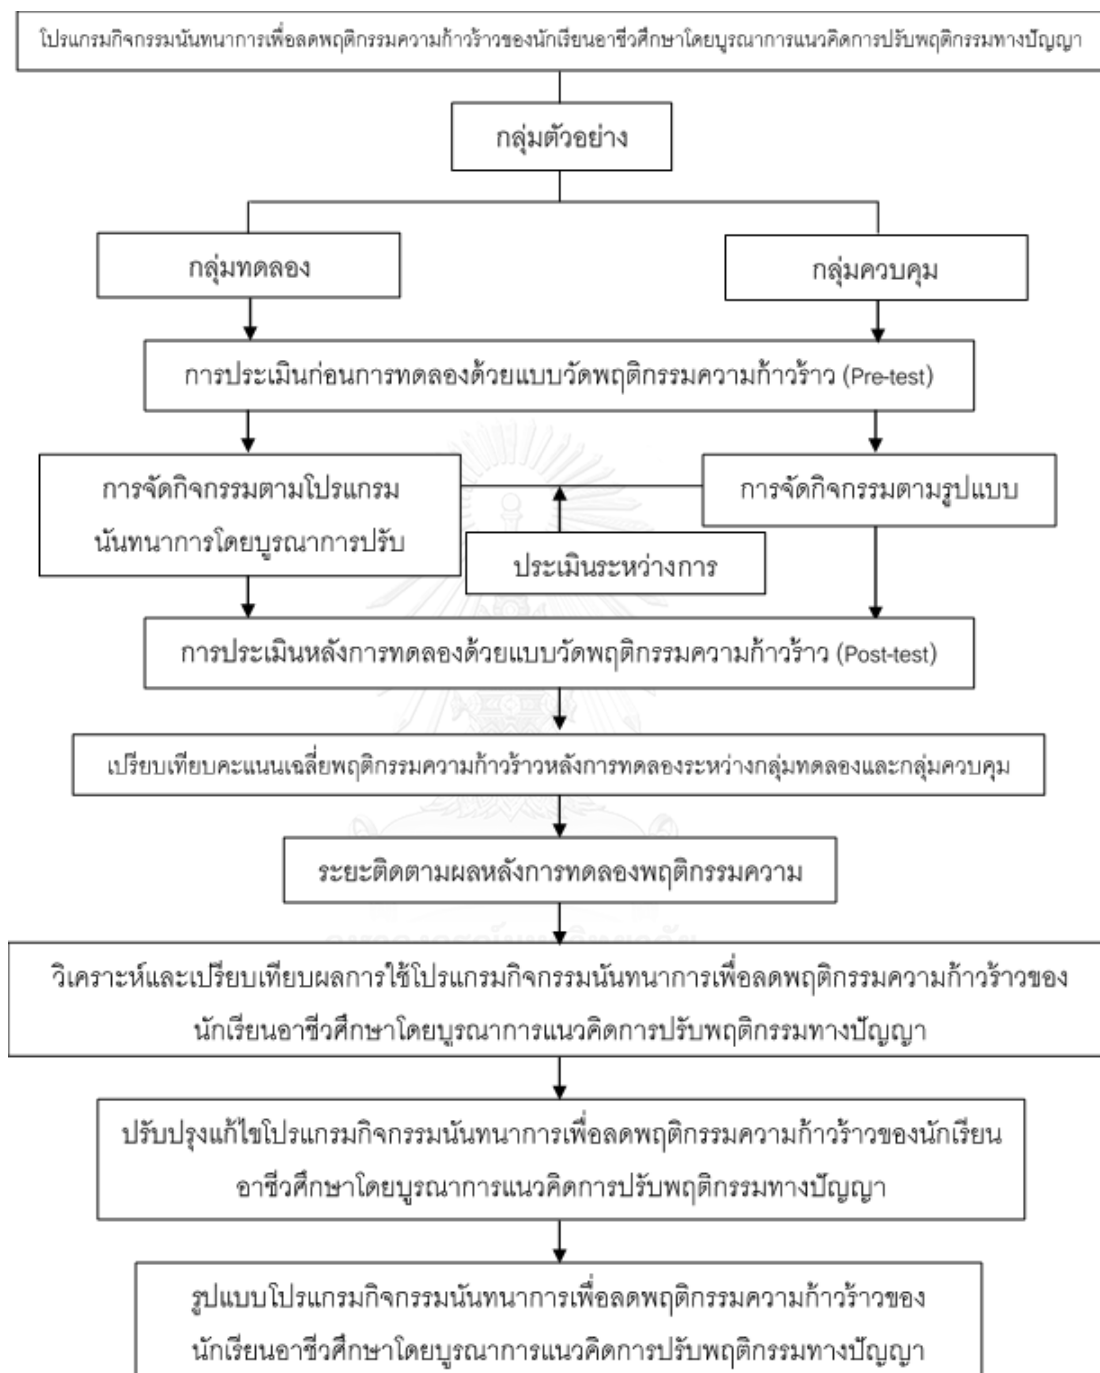 โปรแกรมกิจกรรมนันทนาการเพื่อลดพฤติกรรมความก้าวร้าวของนักเรียนอาชีวศึกษาโดยบูรณาการแนวคิดการปรับพฤติกรรมทางปัญญา
กลุ่มตัวอย่าง
กลุ่มทดลอง
กลุ่มควบคุม
การประเมินก่อนการทดลองด้วยแบบวัดพฤติกรรมความก้าวร้าว (Pre-test)
การจัดกิจกรรมตามโปรแกรม
นันทนาการโดยบูรณาการปรับ
การจัดกิจกรรมตามรูปแบบ
ประเมินระหว่างการ
การประเมินหลังการทดลองด้วยแบบวัดพฤติกรรมความก้าวร้าว (Post-test)
เปรียบเทียบคะแนนเฉลี่ยพฤติกรรมความก้าวร้าวหลังการทดลองระหว่างกลุ่มทดลองและกลุ่มควบคุม
ระยะติดตามผลหลังการทดลองพฤติกรรมความ
วิเคราะห์และเปรียบเทียบผลการใช้โปรแกรมกิจกรรมนันทนาการเพื่อลดพฤติกรรมความก้าวร้าวของ
นักเรียนอาชีวศึกษาโดยบูรณาการแนวคิดการปรับพฤติกรรมทางปัญญา
ปรับปรุงแก้ไขโปรแกรมกิจกรรมนันทนาการเพื่อลดพฤติกรรมความก้าวร้าวของนักเรียน
อาชีวศึกษาโดยบูรณาการแนวคิดการปรับพฤติกรรมทางปัญญา
รูปแบบโปรแกรมกิจกรรมนันทนาการเพื่อลดพฤติกรรมความก้าวร้าวของ
นักเรียนอาชีวศึกษาโดยบูรณาการแนวคิดการปรับพฤติกรรมทางปัญญา